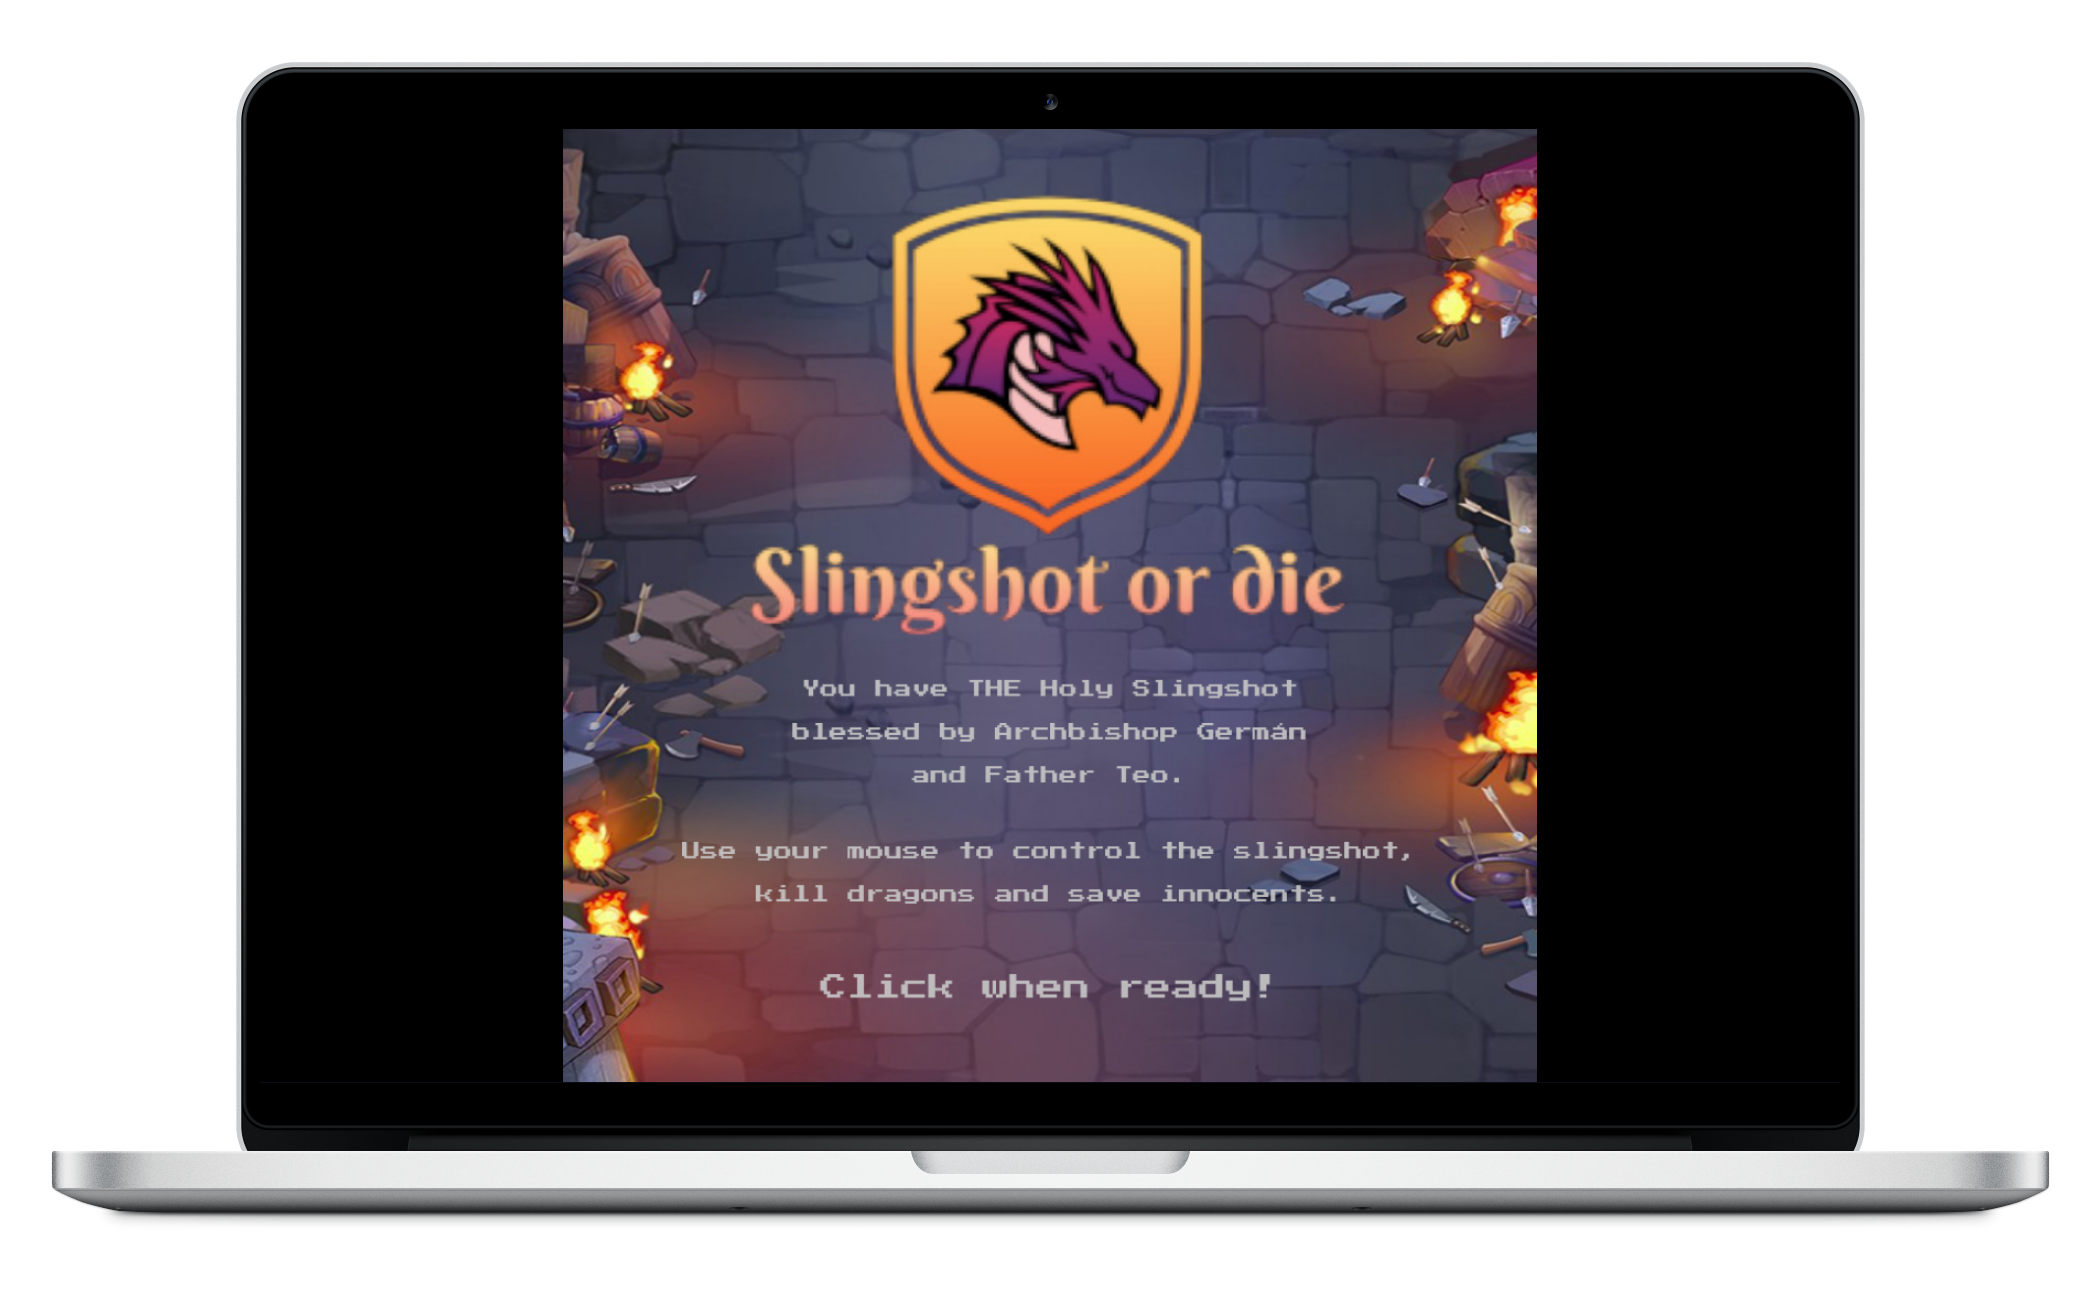 Slingshot or die
You have THE Holy Slingshot
blessed by Archbishop Germán
and Father Teo.
Use your mouse to control the slingshot,
kill dragons and save innocents.
Click when ready!